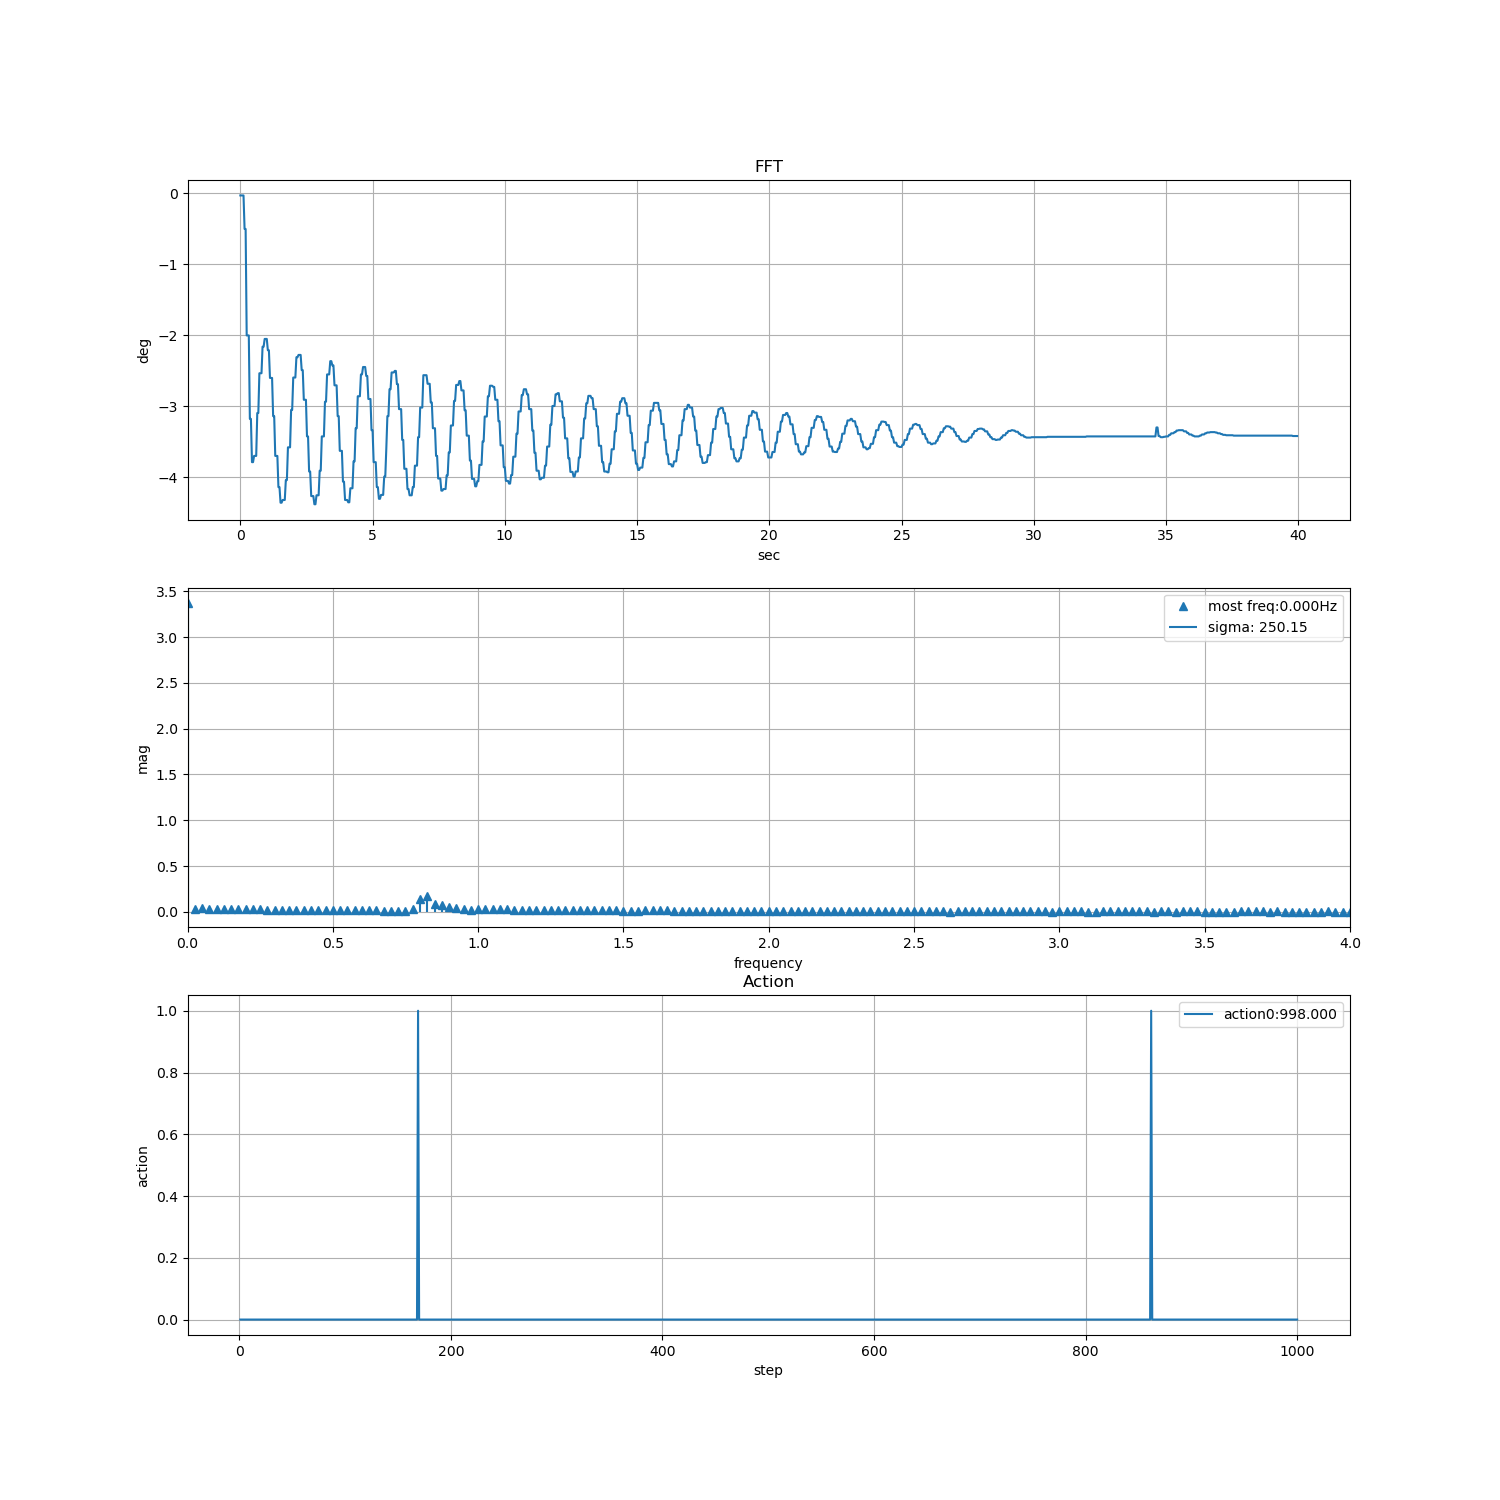 FFT
0
−1
−2
−3
−4
deg
0 5 10 15 20 25 30 35 40
sec
3.5
3.0
2.5
2.0
1.5
1.0
0.5
0.0
mag
most freq:0.000Hz
sigma: 250.15
0.0 0.5 1.0 1.5 2.0 2.5 3.0 3.5 4.0
frequency
Action
1.0
0.8
0.6
0.4
0.2
0.0
action
action0:998.000
0 200 400 600 800 1000
step